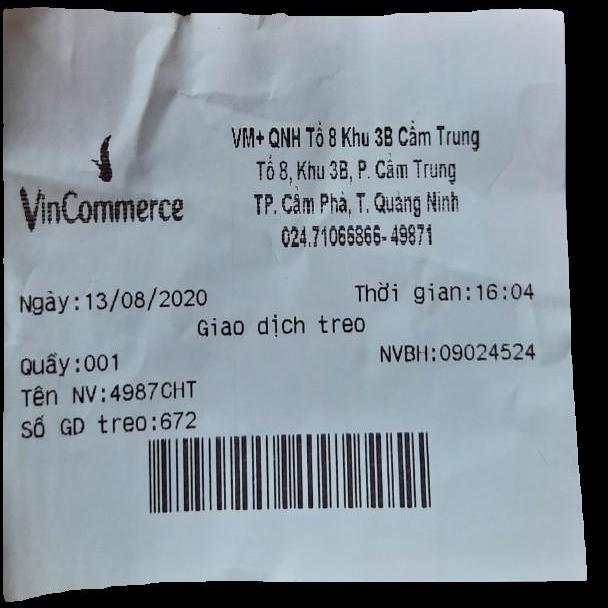 VM+ QNH Tổ 8 Khu 3B Cẩm Trung
Tổ 8, Khu 3B, P. Cẩm Trung
VinCommerce
TP. Cẩm Phả, T. Quảng Ninh
024.71066866-49871
Ngày:13/08/2020 Thời gian:16:04
Giao dịch treo
Quầy:001 NVBH:09024524
Tên NV:4987CHT
Số GD treo:672